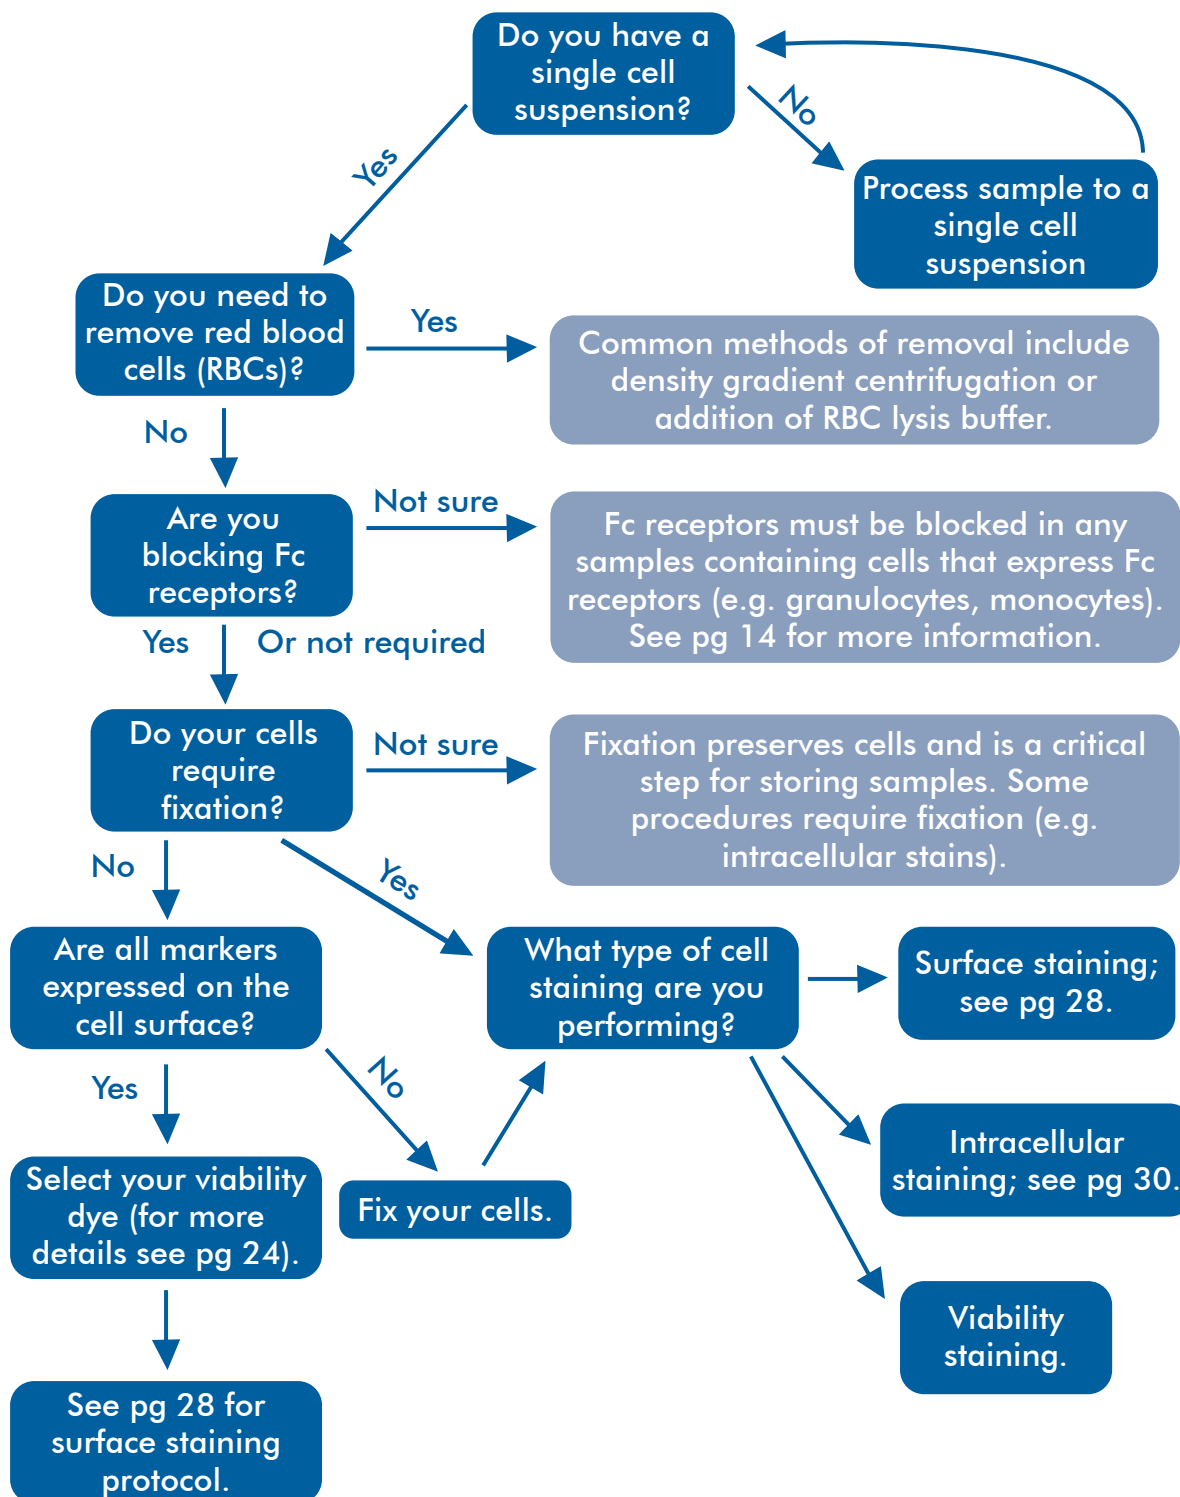 Do you have a
single cell
suspension?
No
Yes
Process sample to a
single cell
suspension
Do you need to
remove red blood
cells (RBCs)?
Yes
Common methods of removal include
density gradient centrifugation or
addition of RBC lysis buffer.
No
Are you
blocking Fc
receptors?
Not sure
Fc receptors must be blocked in any
samples containing cells that express Fc
receptors (e.g. granulocytes, monocytes).
See pg 14 for more information.
Yes
Or not required
Do your cells
require
fixation?
Not sure
Fixation preserves cells and is a critical
step for storing samples. Some
procedures require fixation (e.g.
intracellular stains).
No
Yes
Are all markers
expressed on the
cell surface?
What type of cell
staining are you
performing?
Surface staining;
see pg 28.
Yes
No
Intracellular
staining; see pg 30.
Select your viability
dye (for more
details see pg 24).
Fix your cells.
Viability
staining.
See pg 28 for
surface staining
protocol.